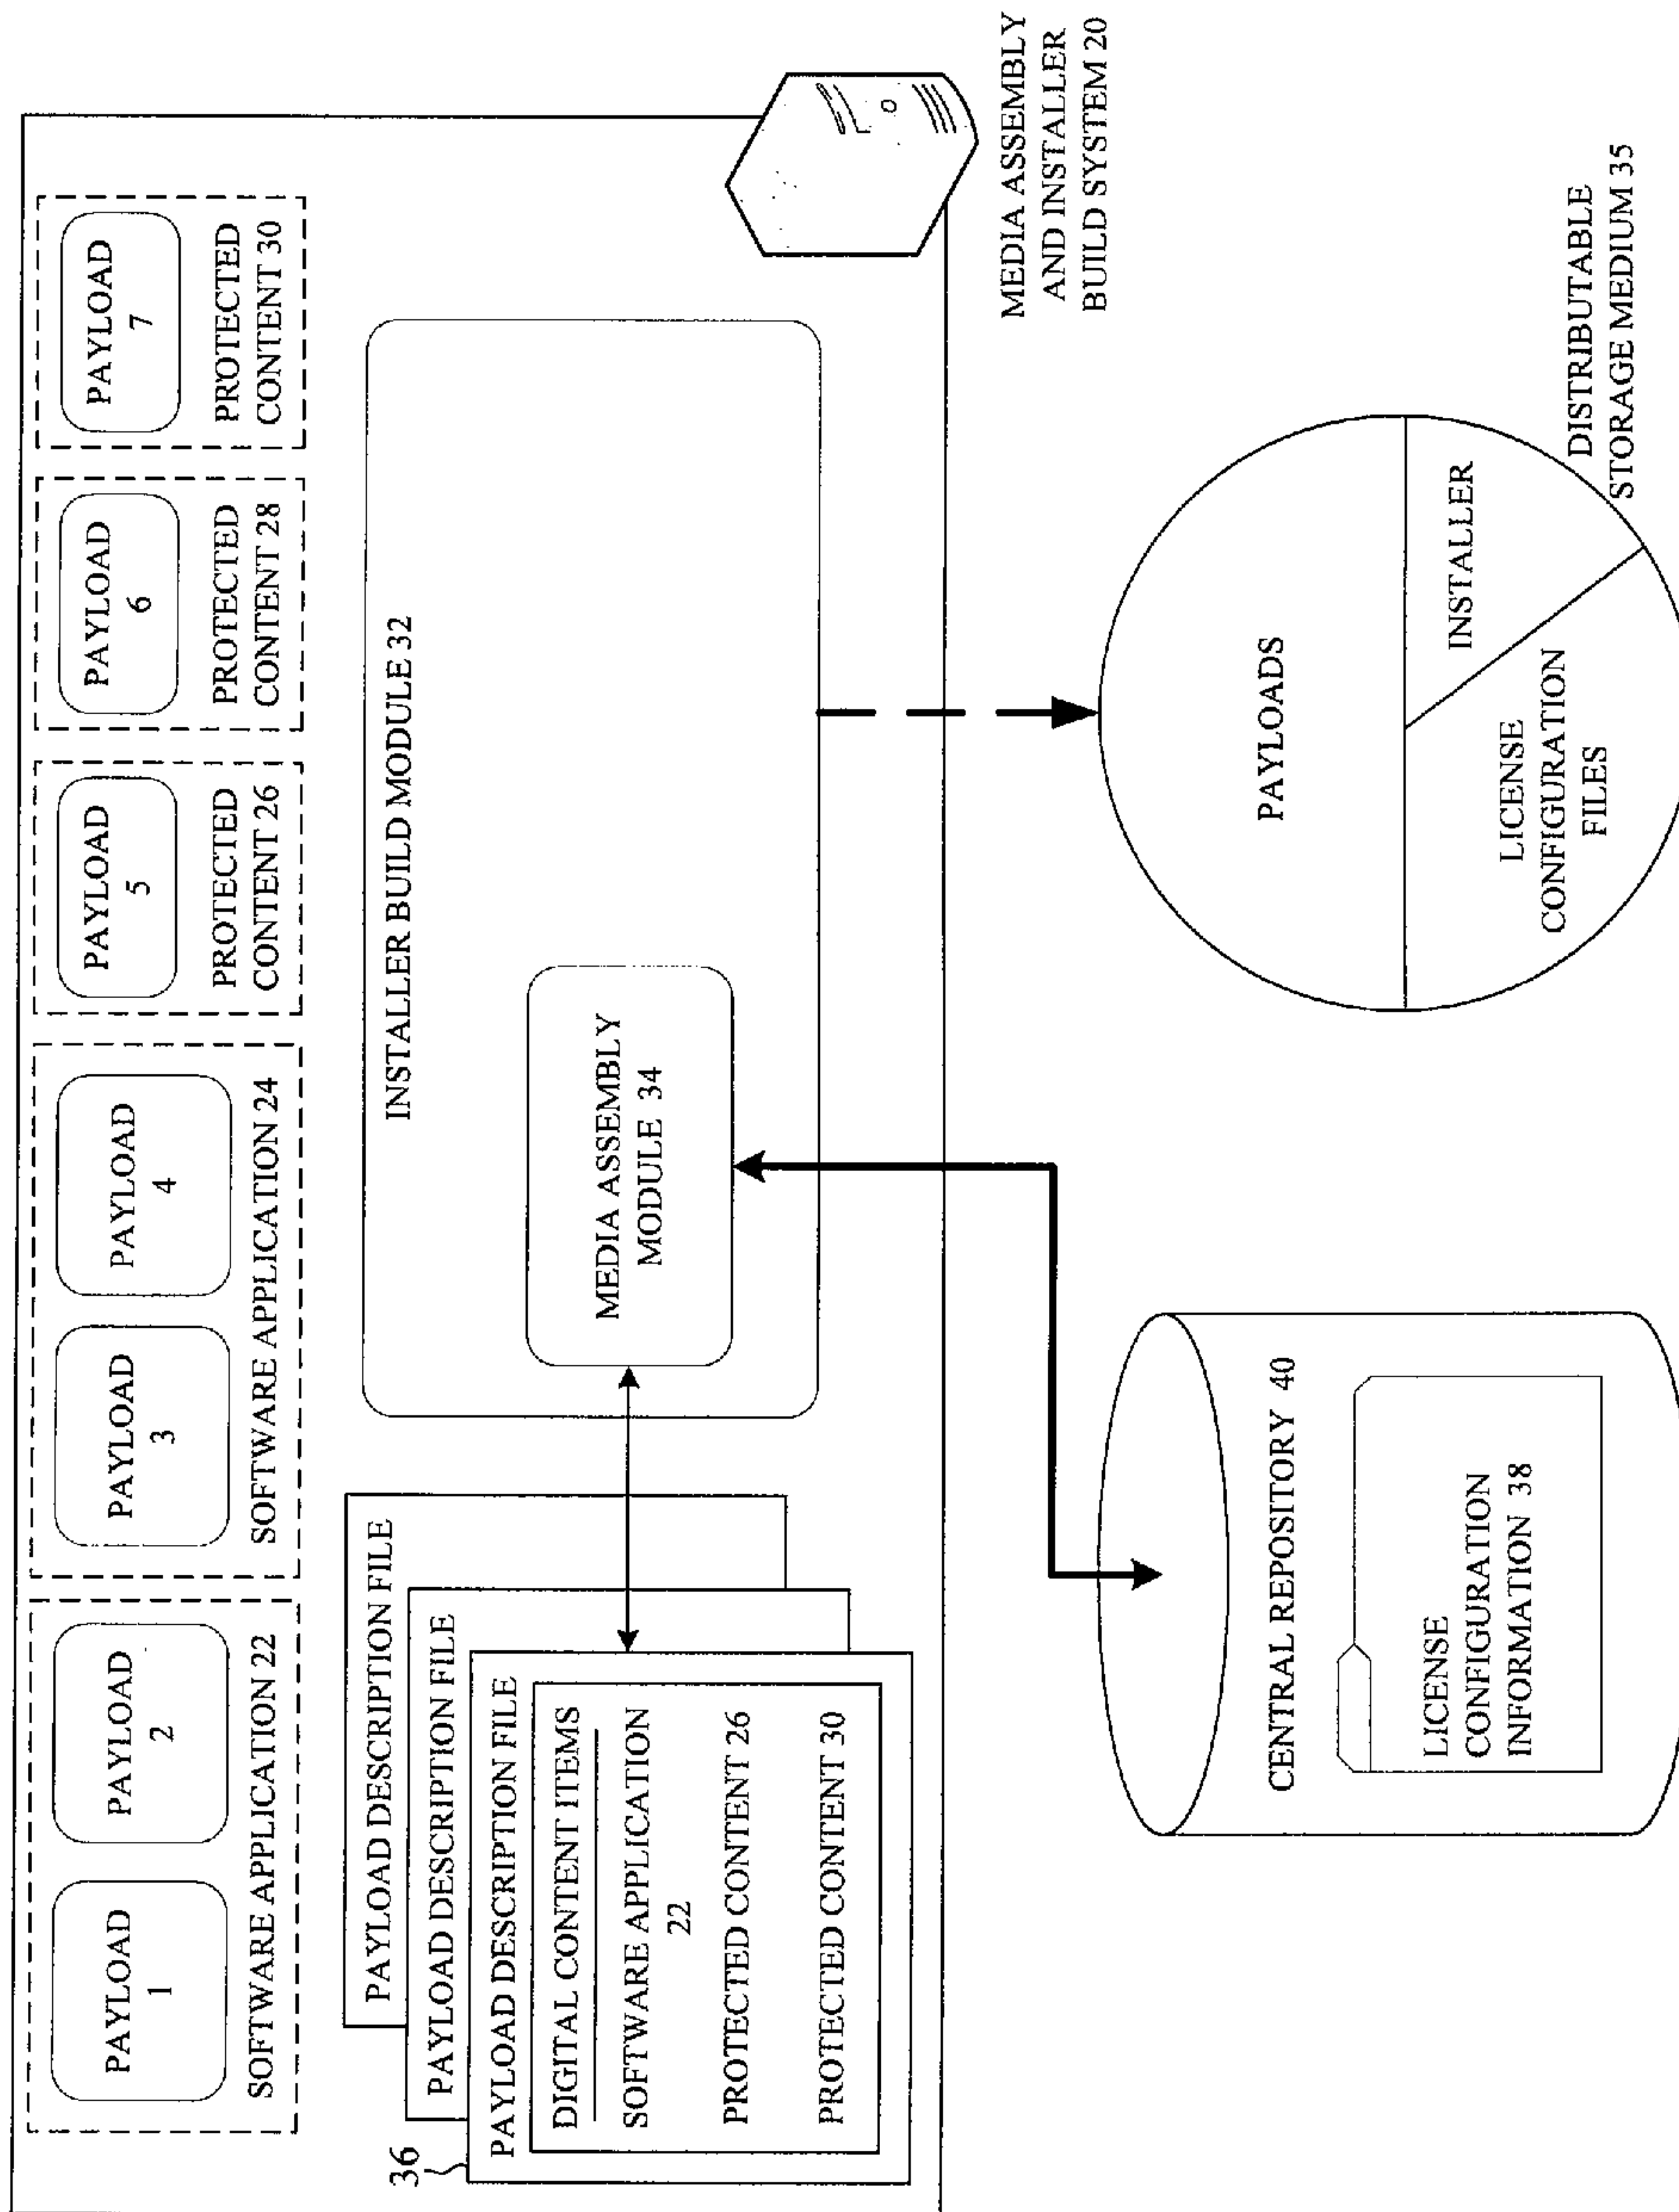 PAYLOAD
1
PAYLOAD
2
SOFTWARE APPLICATION 22
PAYLOAD
3
PAYLOAD
4
SOFTWARE APPLICATION 24
PAYLOAD
5
PROTECTED
CONTENT 26
PAYLOAD
6
PROTECTED
CONTENT 28
PAYLOAD
7
PROTECTED
CONTENT 30
36
PAYLOAD DESCRIPTION FILE
PAYLOAD DESCRIPTION FILE
PAYLOAD DESCRIPTION FILE
DIGITAL CONTENT ITEMS
SOFTWARE APPLICATION
22
PROTECTED CONTENT 26
PROTECTED CONTENT 30
INSTALLER BUILD MODULE 32
MEDIA ASSEMBLY
MODULE 34
MEDIA ASSEMBLY
AND INSTALLER
BUILD SYSTEM 20
CENTRAL REPOSITORY 40
LICENSE
CONFIGURATION
INFORMATION 38
PAYLOADS
INSTALLER
LICENSE
CONFIGURATION
FILES
DISTRIBUTABLE
STORAGE MEDIUM 35